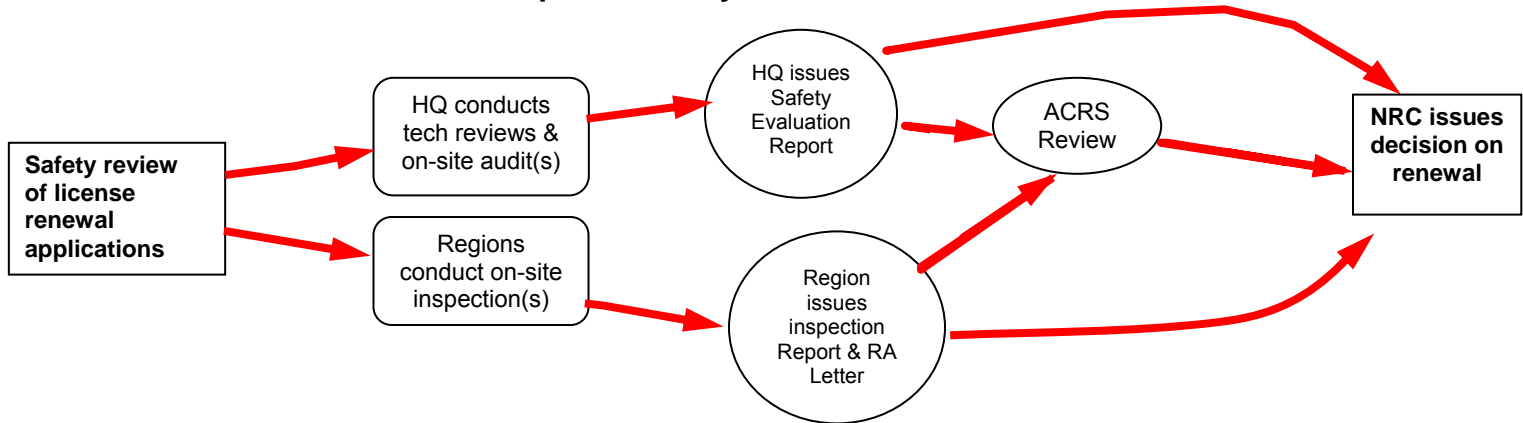 Safety review
of license
renewal
applications
HQ conducts
tech reviews &
on-site audit(s)
Regions
conduct on-site
inspection(s)
HQ issues
Safety
Evaluation
Report
Region
issues
inspection
Report & RA
Letter
ACRS
Review
NRC issues
decision on
renewal